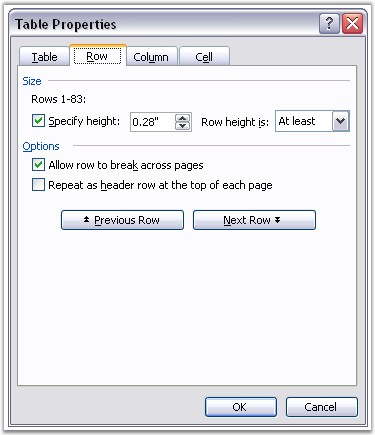 Table Properties
Table Row Column Cell
Size
Rows 1-83:
Specify height: 0.28" Row height is: At least
Options
Allow row to break across pages
Repeat as header row at the top of each page
Previous Row Next Row
OK Cancel